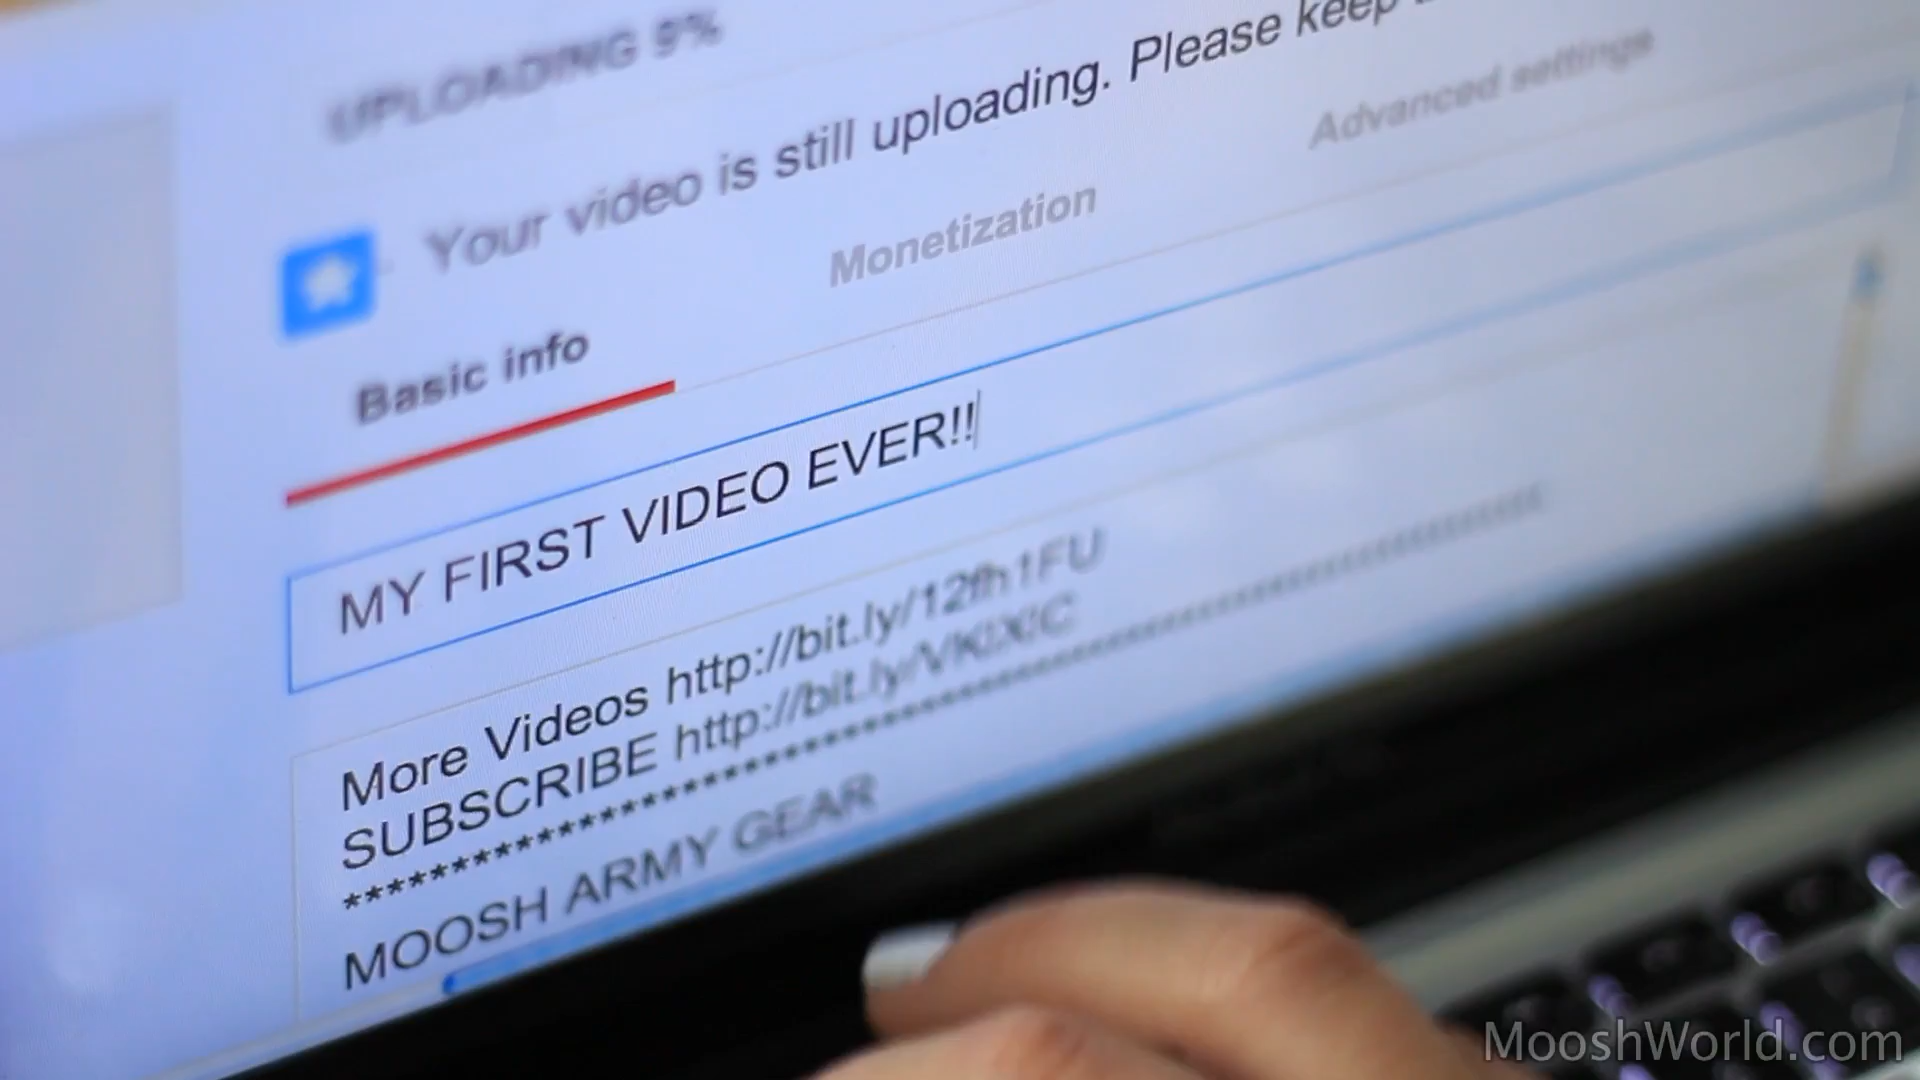 UPLOADING 9%
Your video is still uploading. Please keep
Basic info
Monetization
Advanced settings
MY FIRST VIDEO EVER!!
More Videos http://bit.ly/12fh1FU
SUBSCRIBE
MOOSH ARMY GEAR
MooshWorld.com